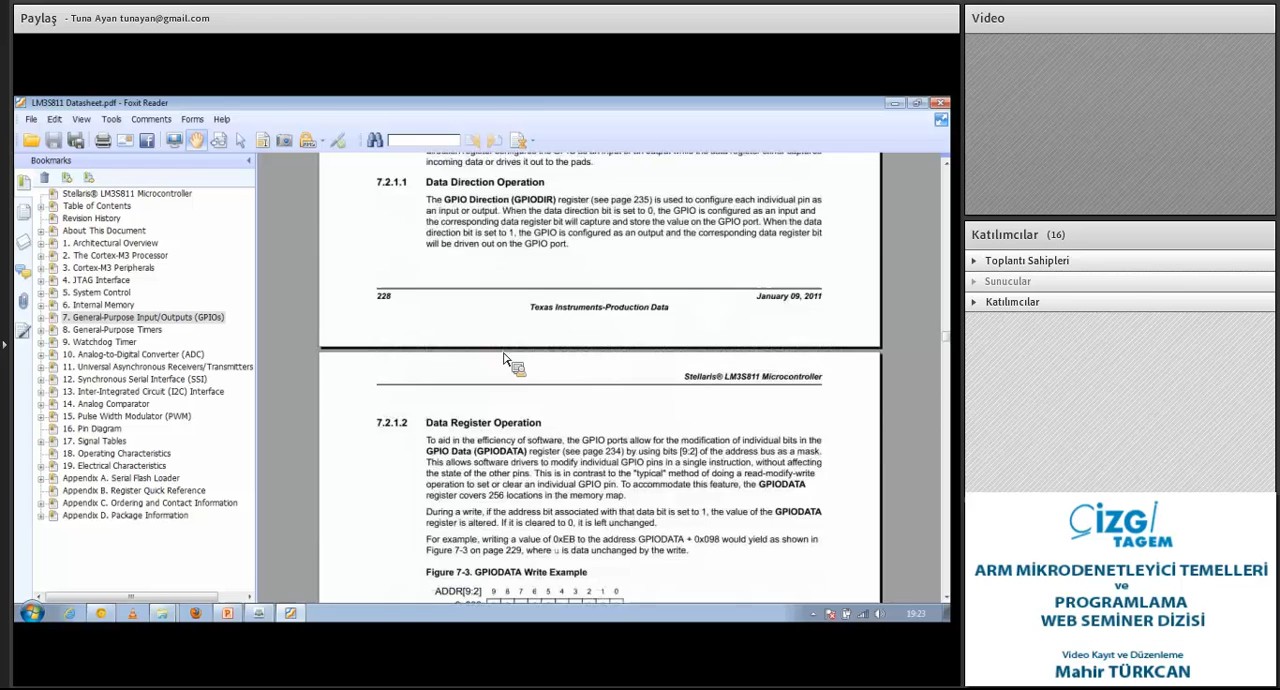 Paylaş - Tuna Ayan tunayan@gmail.com
LM3S811 Datasheet.pdf - Foxit Reader
File Edit View Tools Comments Forms Help
Bookmarks
Stellaris® LM3S811 Microcontroller
Table of Contents
Revision History
About This Document
1. Architectural Overview
2. The Cortex-M3 Processor
3. Cortex-M3 Peripherals
4. JTAG Interface
5. System Control
6. Internal Memory
7. General-Purpose Input/Outputs (GPIOs)
8. General-Purpose Timers
9. Watchdog Timer
10. Analog-to-Digital Converter (ADC)
11. Universal Asynchronous Receivers/Transmitters
12. Synchronous Serial Interface (SSI)
13. Inter-Integrated Circuit (I2C) Interface
14. Analog Comparator
15. Pulse Width Modulator (PWM)
16. Pin Diagram
17. Signal Tables
18. Operating Characteristics
19. Electrical Characteristics
Appendix A. Serial Flash Loader
Appendix B. Register Quick Reference
Appendix C. Ordering and Contact Information
Appendix D. Package Information
incoming data or drives it out to the pads.
7.2.1.1 Data Direction Operation
The GPIO Direction (GPIODIR) register (see page 235) is used to configure each individual pin as
an input or output. When the data direction bit is set to 0, the GPIO is configured as an input and
the corresponding data register bit will capture and store the value on the GPIO port. When the data
direction bit is set to 1, the GPIO is configured as an output and the corresponding data register bit
will be driven out on the GPIO port.
228 January 09, 2011
Texas Instruments-Production Data
Stellaris® LM3S811 Microcontroller
7.2.1.2 Data Register Operation
To aid in the efficiency of software, the GPIO ports allow for the modification of individual bits in the
GPIO Data (GPIODATA) register (see page 234) by using bits [9:2] of the address bus as a mask.
This allows software drivers to modify individual GPIO pins in a single instruction, without affecting
the state of the other pins. This is in contrast to the "typical" method of doing a read-modify-write
operation to set or clear an individual GPIO pin. To accommodate this feature, the GPIODATA
register covers 256 locations in the memory map.
During a write, if the address bit associated with that data bit is set to 1, the value of the GPIODATA
register is altered. If it is cleared to 0, it is left unchanged.
For example, writing a value of 0xEB to the address GPIODATA + 0x098 would yield as shown in
Figure 7-3 on page 229, where u is data unchanged by the write.
Figure 7-3. GPIODATA Write Example
ADDR[9:2] 9 8 7 6 5 4 3 2 1 0
19:23
Video
Katılımcılar (16)
Toplantı Sahipleri
Sunucular
Katılımcılar
ÇİZGİ
TAGEM
ARM MİKRODENETLEYİCİ TEMELLERİ
ve
PROGRAMLAMA
WEB SEMİNER DİZİSİ
Video Kayıt ve Düzenleme
Mahir TÜRKCAN